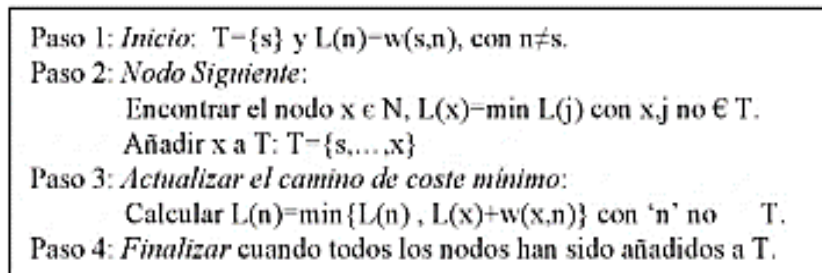 Paso 1: Inicio: T={s} y L(n)=w(s,n), con n≠s.
Paso 2: Nodo Siguiente:
Encontrar el nodo x є N, L(x)=min L(j) con x,j no € T.
Añadir x a T: T={s,...,x}
Paso 3: Actualizar el camino de coste mínimo:
Calcular L(n)=min{L(n) , L(x)+w(x,n)} con ‘n’ no T.
Paso 4: Finalizar cuando todos los nodos han sido añadidos a T.